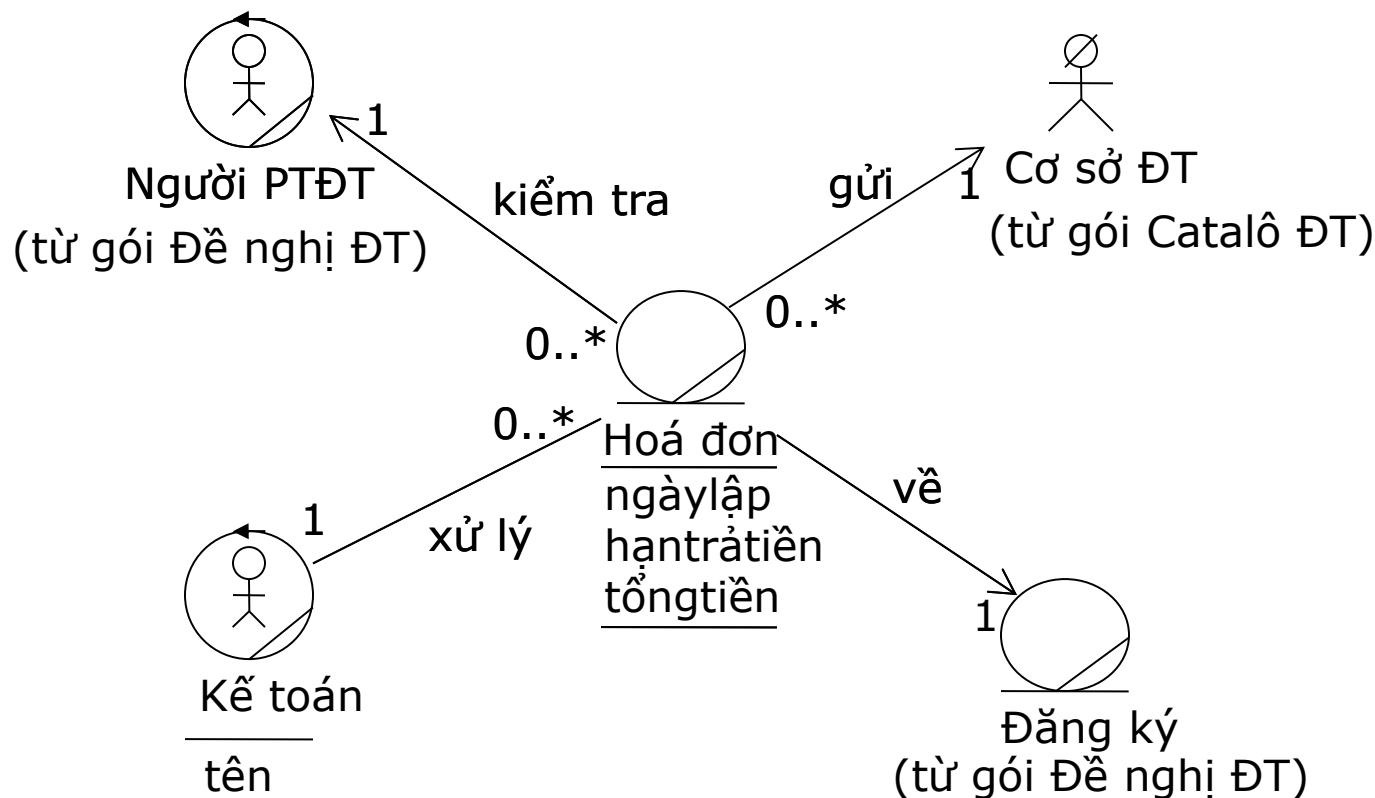 1
Người PTĐT
(từ gói Đề nghị ĐT)
kiểm tra
gửi
1
Cơ sở ĐT
(từ gói Catalô ĐT)
0..*
0..*
0..*
Hoá đơn
ngàylập
hạntrảtiền
tổngtiền
về
1
xử lý
1
Kế toán
tên
Đăng ký
(từ gói Đề nghị ĐT)